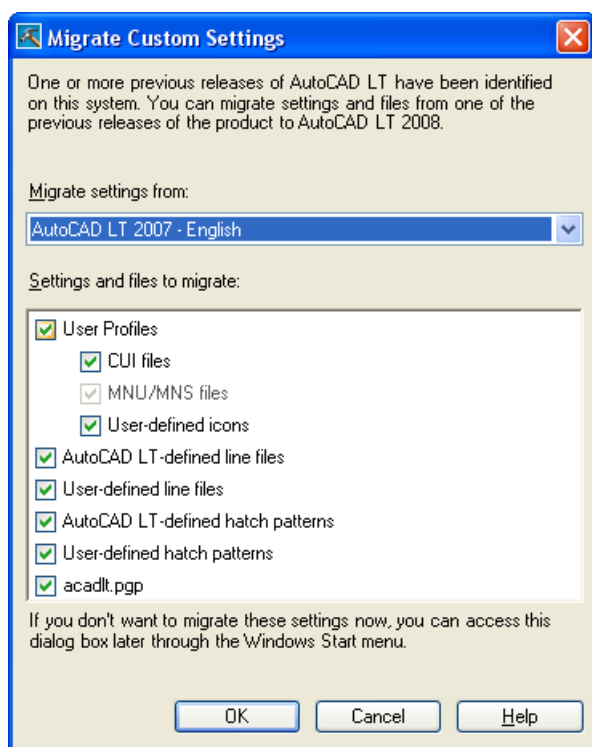 Migrate Custom Settings
One or more previous releases of AutoCAD LT have been identified
on this system. You can migrate settings and files from one of the
previous releases of the product to AutoCAD LT 2008.
Migrate settings from:
AutoCAD LT 2007 - English
Settings and files to migrate:
User Profiles
CUI files
MNU/MNS files
User-defined icons
AutoCAD LT-defined line files
User-defined line files
AutoCAD LT-defined hatch patterns
User-defined hatch patterns
acadlt.pgp
If you don't want to migrate these settings now, you can access this
dialog box later through the Windows Start menu.
OK Cancel Help